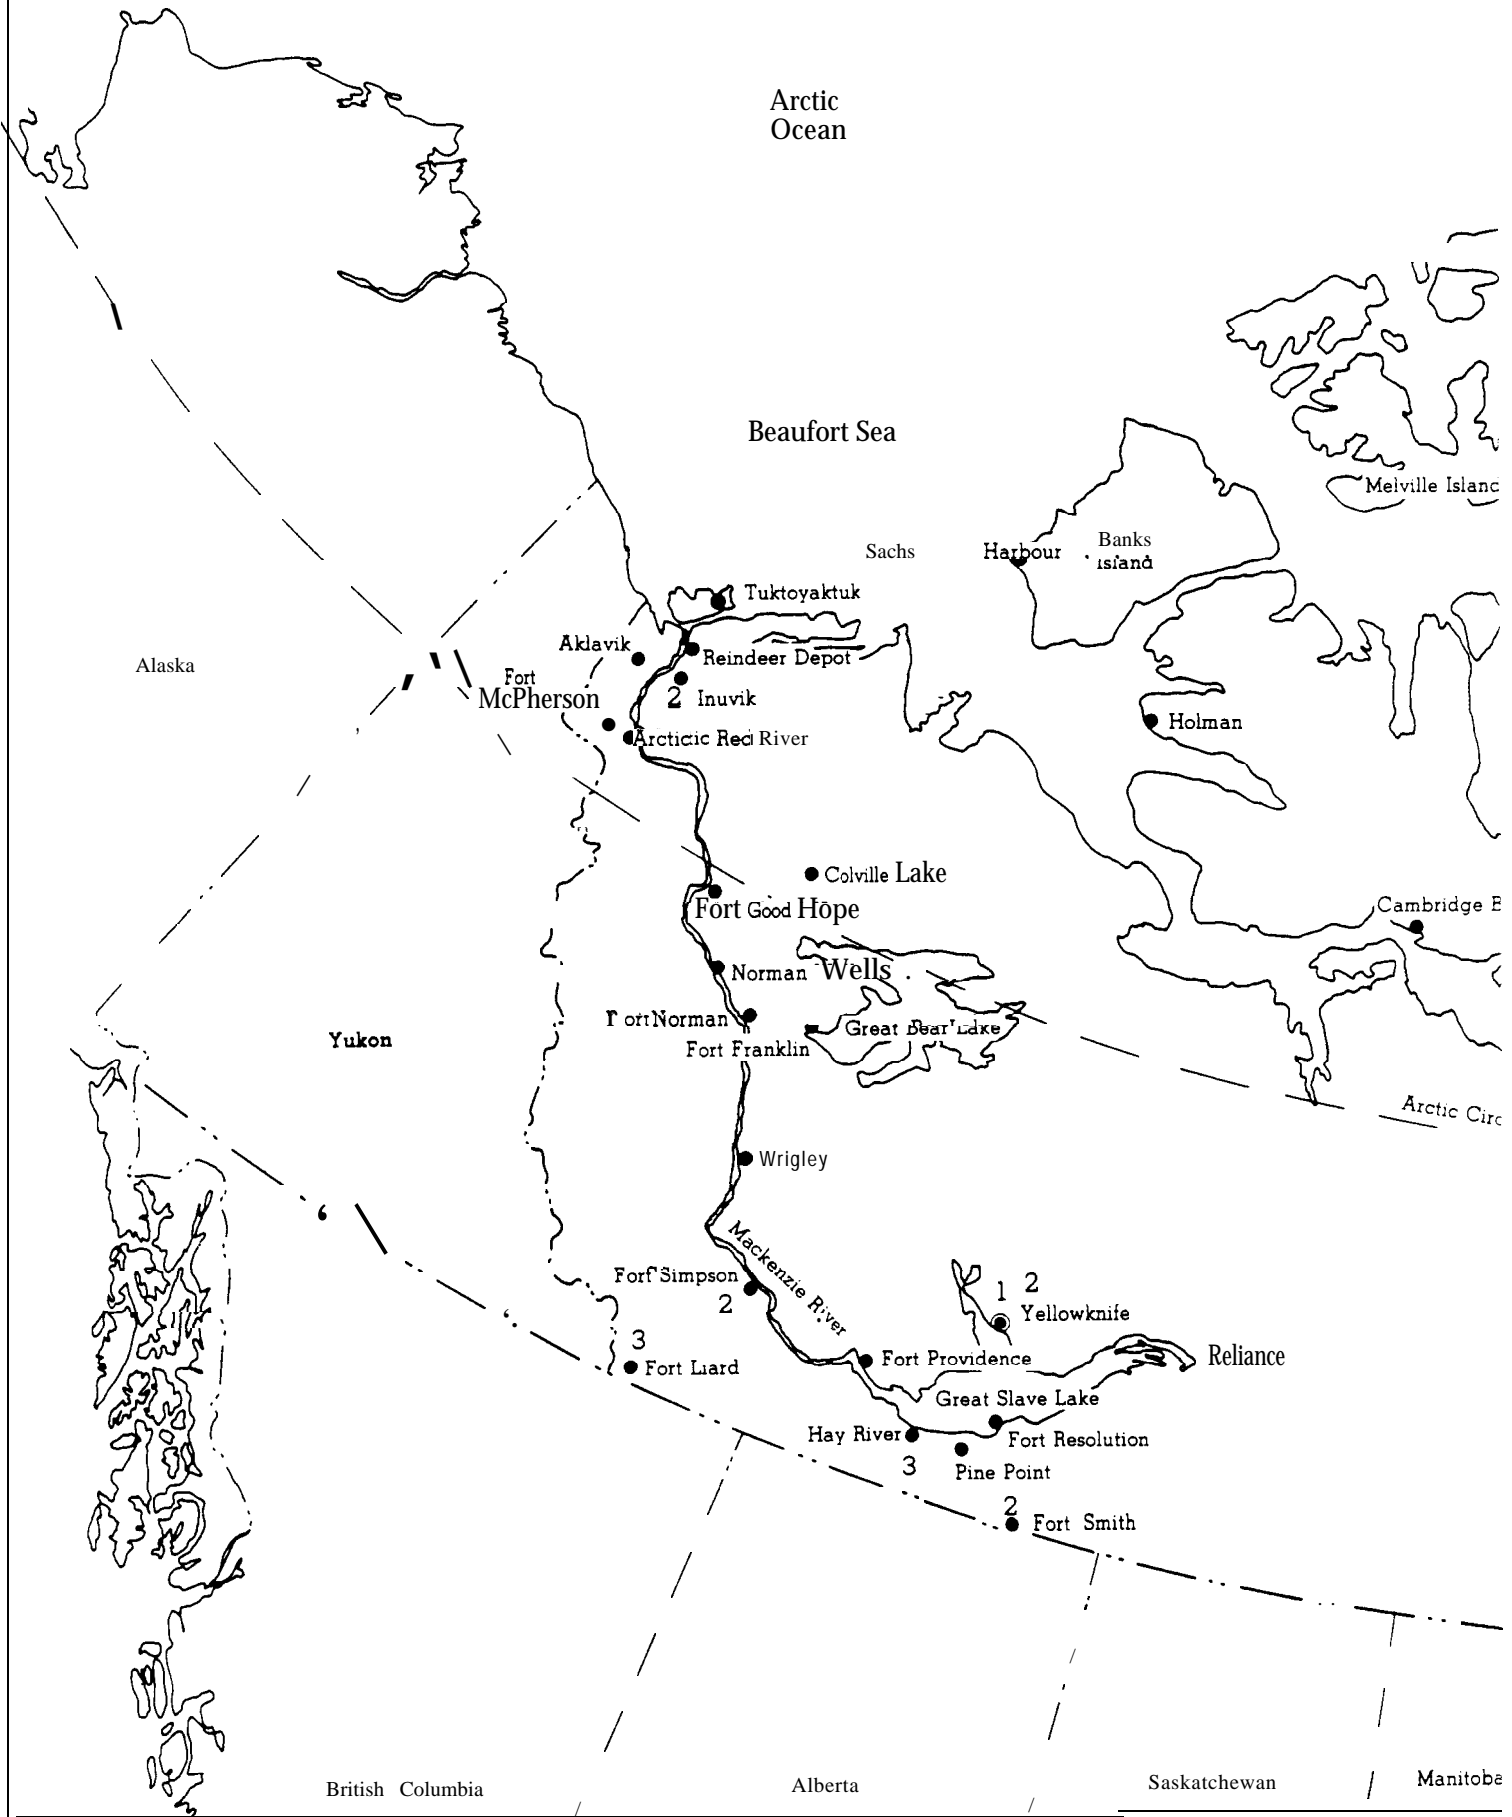 Arctic
Ocean
Beaufort Sea
Melville Islanc
Sachs Harbour
Banks
Island
Tuktoyaktuk
Aklavik
Reindeer Depot
Alaska
Fort
McPherson
2 Inuvik
Holman
Arcticic Red River
Colville Lake
Fort Good Hope
Cambridge B
Norman Wells
Fort Norman
Great Bear Lake
Yukon
Fort Franklin
Arctic Circ
Wrigley
Mackenzie River
Fort Simpson
2
1 2
Yellowknife
3
Fort Liard
Fort Providence
Reliance
Great Slave Lake
Hay River
Fort Resolution
3
Pine Point
2
Fort Smith
British Columbia
Alberta
Saskatchewan
Manitoba